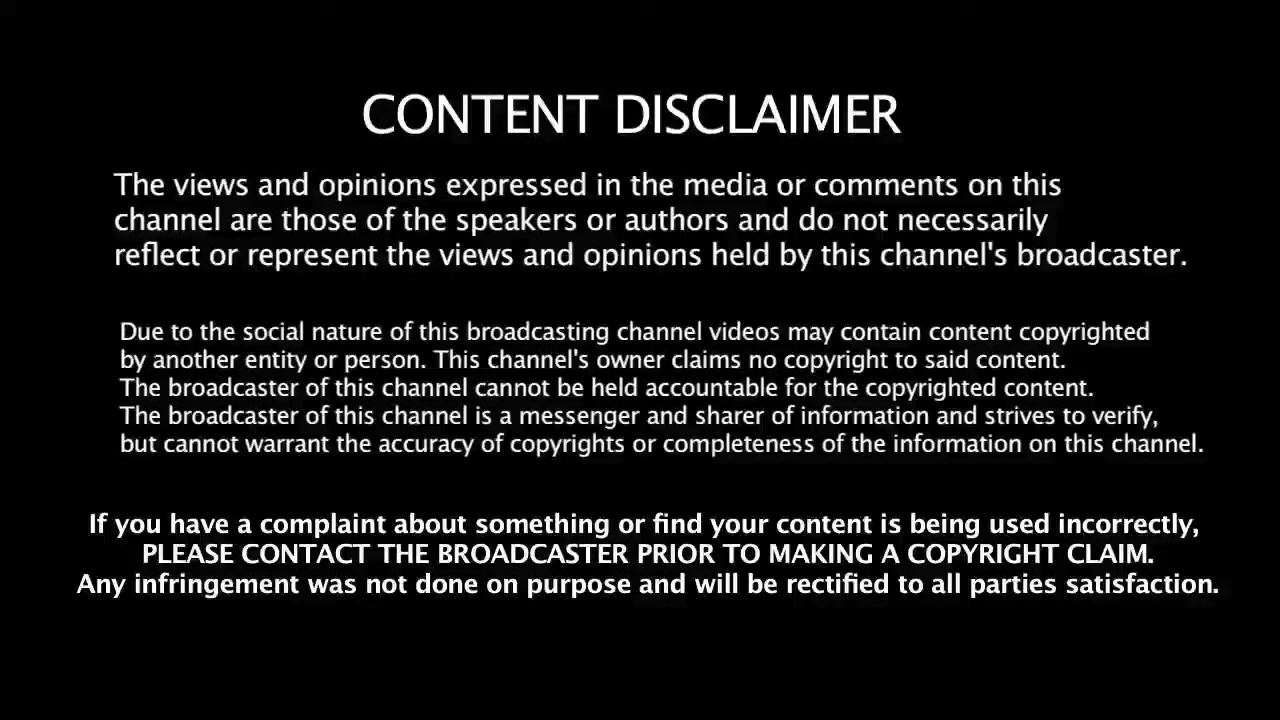 CONTENT DISCLAIMER
The views and opinions expressed in the media or comments on this
channel are those of the speakers or authors and do not necessarily
reflect or represent the views and opinions held by this channel's broadcaster.
Due to the social nature of this broadcasting channel videos may contain content copyrighted
by another entity or person. This channel's owner claims no copyright to said content.
The broadcaster of this channel cannot be held accountable for the copyrighted content.
The broadcaster of this channel is a messenger and sharer of information and strives to verify,
but cannot warrant the accuracy of copyrights or completeness of the information on this channel.
If you have a complaint about something or find your content is being used incorrectly,
PLEASE CONTACT THE BROADCASTER PRIOR TO MAKING A COPYRIGHT CLAIM.
Any infringement was not done on purpose and will be rectified to all parties satisfaction.